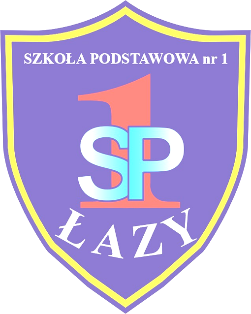 SZKOŁA PODSTAWOWA nr 1
1
SP
ŁAZY